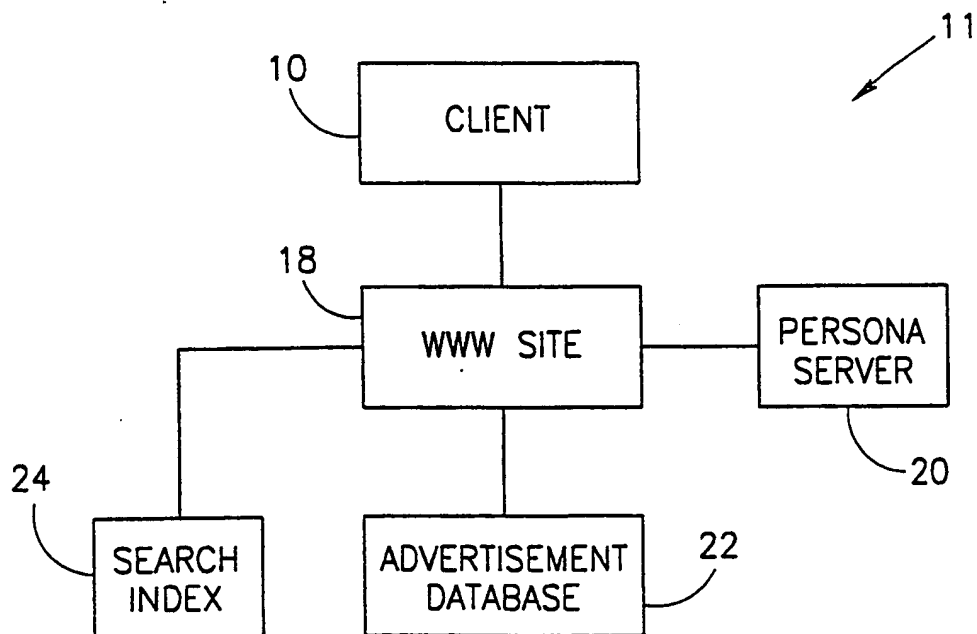 11
10
CLIENT
18
WWW SITE
PERSONA
SERVER
20
24
SEARCH
INDEX
ADVERTISEMENT
DATABASE
22